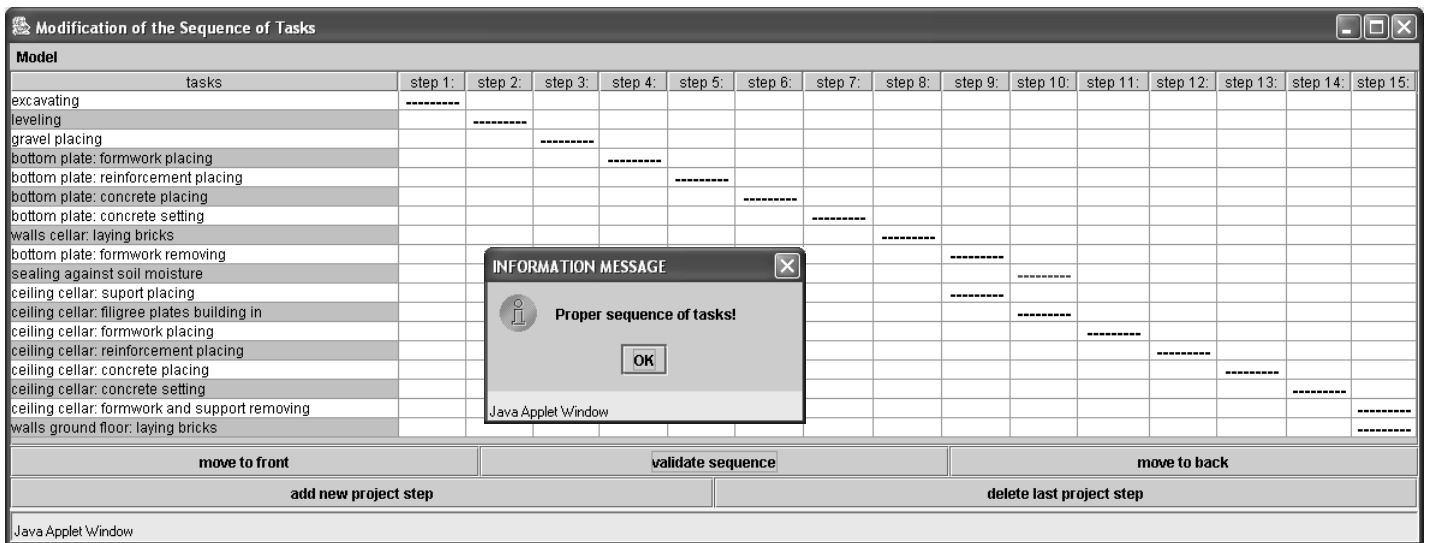 Modification of the Sequence of Tasks
Model
tasks step 1: step 2: step 3: step 4: step 5: step 6: step 7: step 8: step 9: step 10: step 11: step 12: step 13: step 14: step 15:
excavating ---------
leveling ---------
gravel placing ---------
bottom plate: formwork placing ---------
bottom plate: reinforcement placing ---------
bottom plate: concrete placing ---------
bottom plate: concrete setting ---------
walls cellar: laying bricks ---------
bottom plate: formwork removing ---------
sealing against soil moisture ---------
ceiling cellar: suport placing ---------
ceiling cellar: filigree plates building in ---------
ceiling cellar: formwork placing ---------
ceiling cellar: reinforcement placing ---------
ceiling cellar: concrete placing ---------
ceiling cellar: concrete setting ---------
ceiling cellar: formwork and support removing ---------
walls ground floor: laying bricks ---------
INFORMATION MESSAGE
Proper sequence of tasks!
OK
Java Applet Window
move to front validate sequence move to back
add new project step delete last project step
Java Applet Window